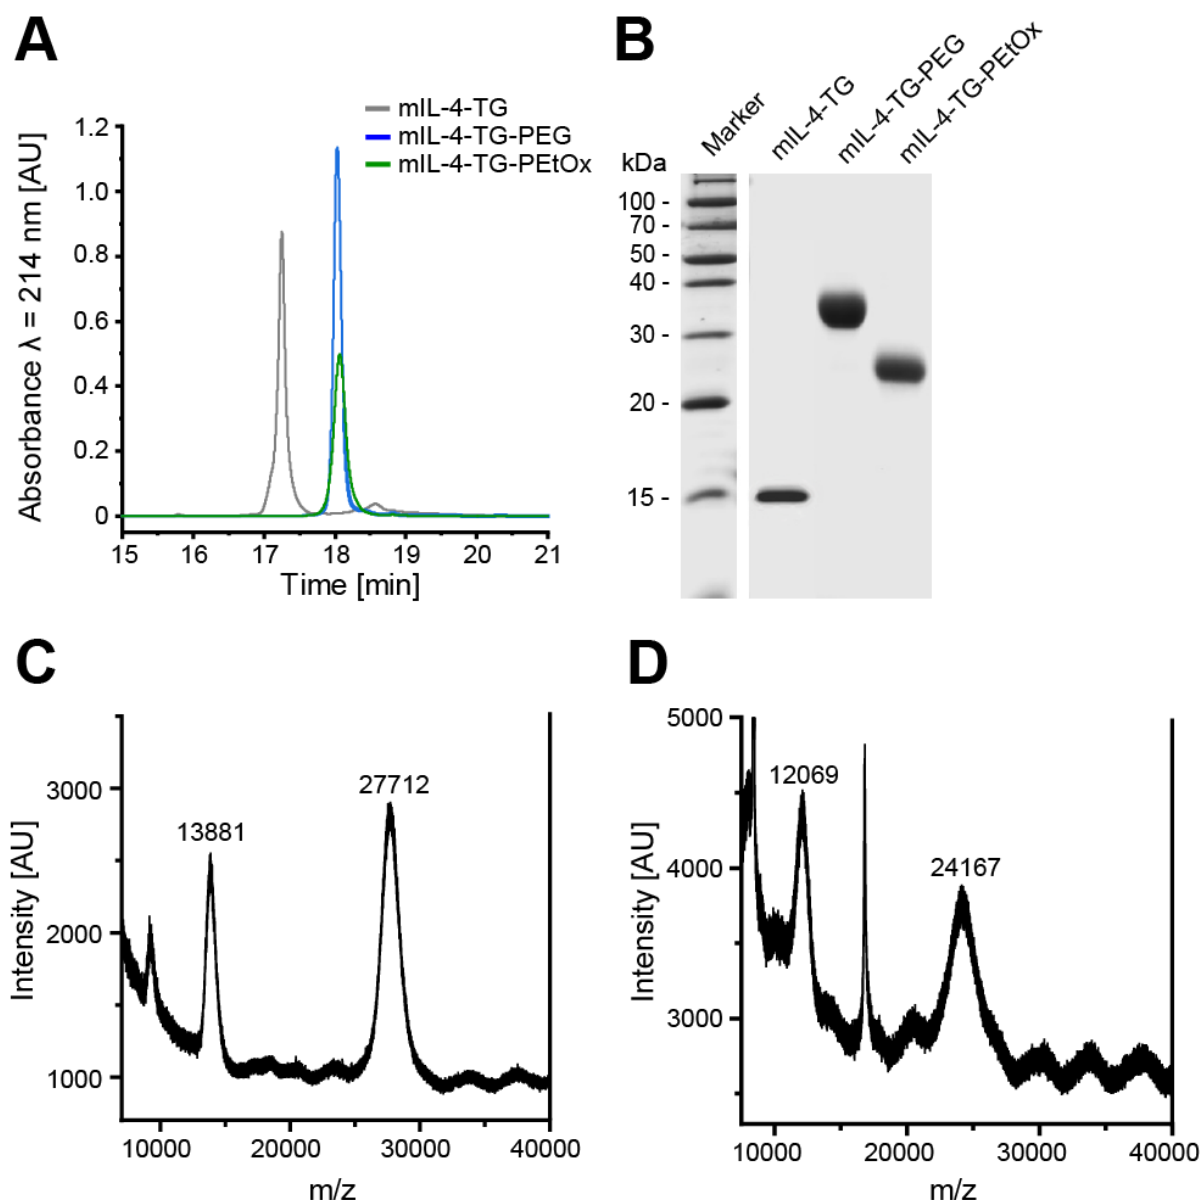 A
mIL-4-TG
mIL-4-TG-PEG
mIL-4-TG-PEtOx
Absorbance λ = 214 nm [AU]
1.2
1.0
0.8
0.6
0.4
0.2
0
15 16 17 18 19 20 21
Time [min]
B
Marker
mIL-4-TG
mIL-4-TG-PEG
mIL-4-TG-PEtOx
kDa
100 -
70 -
50 -
40 -
30 -
20 -
15 -
C
Intensity [AU]
3000
2000
1000
13881
27712
10000 20000 30000 40000
m/z
D
Intensity [AU]
5000
4000
3000
12069
24167
10000 20000 30000 40000
m/z